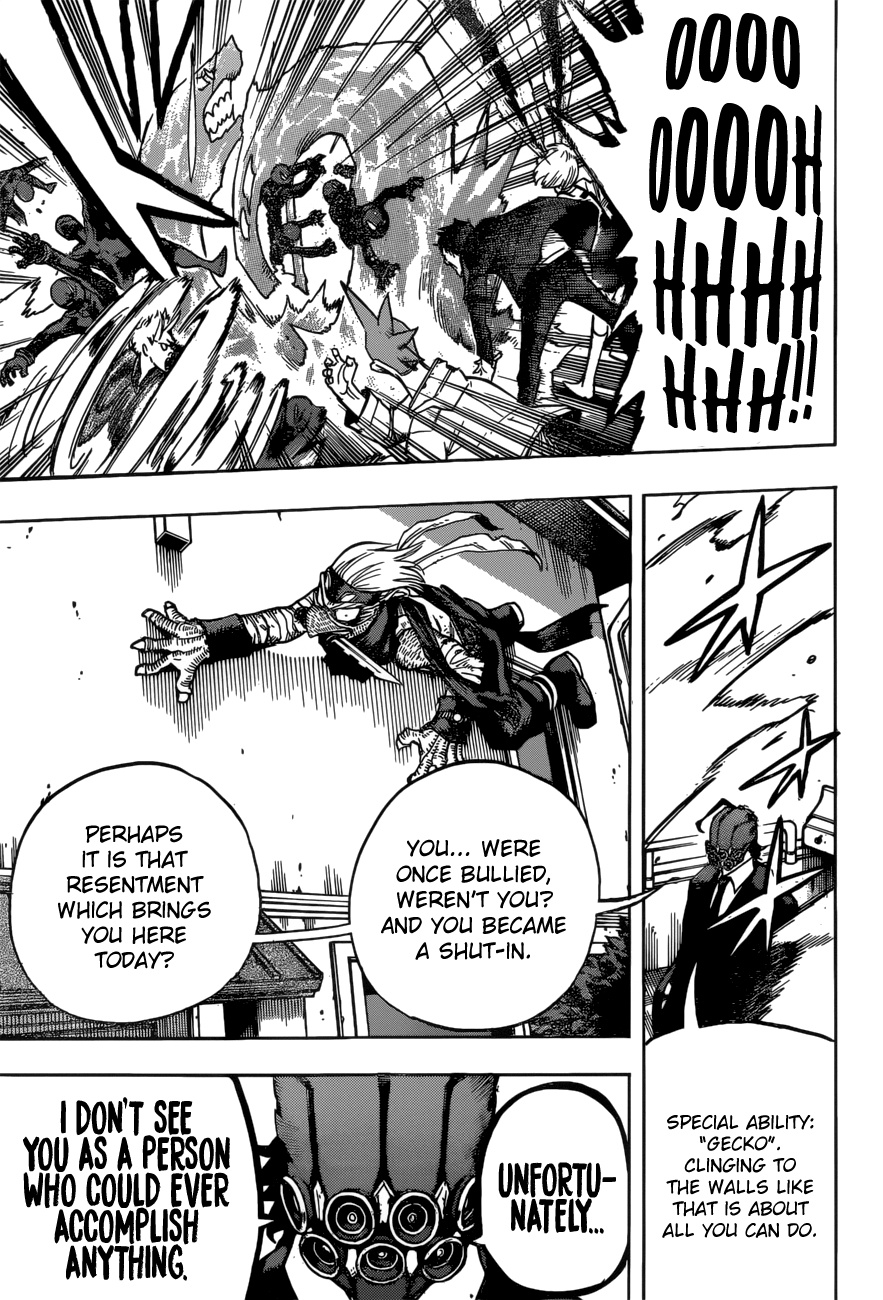 OOOO
OOOOH
HHHHH
HHH!!
SPECIAL ABILITY:
"GECKO".
CLINGING TO
THE WALLS LIKE
THAT IS ABOUT
ALL YOU CAN DO.
YOU... WERE
ONCE BULLIED,
WEREN'T YOU?
AND YOU BECAME
A SHUT-IN.
PERHAPS
IT IS THAT
RESENTMENT
WHICH BRINGS
YOU HERE
TODAY?
UNFORTU-
NATELY...
I DON'T SEE
YOU AS A PERSON
WHO COULD EVER
ACCOMPLISH
ANYTHING.